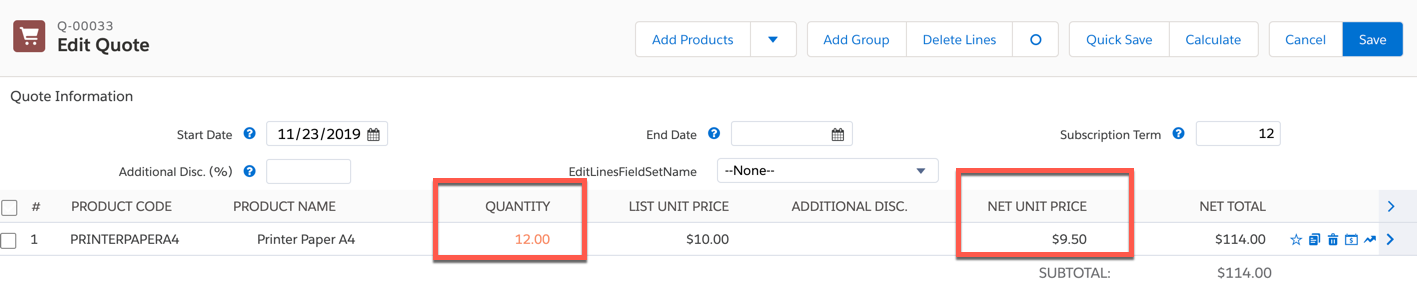 Q-00033
Edit Quote
Add Products
Add Group
Delete Lines
Quick Save
Calculate
Cancel
Save
Quote Information
Start Date ? 11/23/2019
End Date ?
Subscription Term ? 12
Additional Disc. (%) ?
EditLinesFieldSetName --None--
# PRODUCT CODE PRODUCT NAME QUANTITY LIST UNIT PRICE ADDITIONAL DISC. NET UNIT PRICE NET TOTAL
1 PRINTERPAPERA4 Printer Paper A4 12.00 $10.00 $9.50 $114.00
SUBTOTAL: $114.00